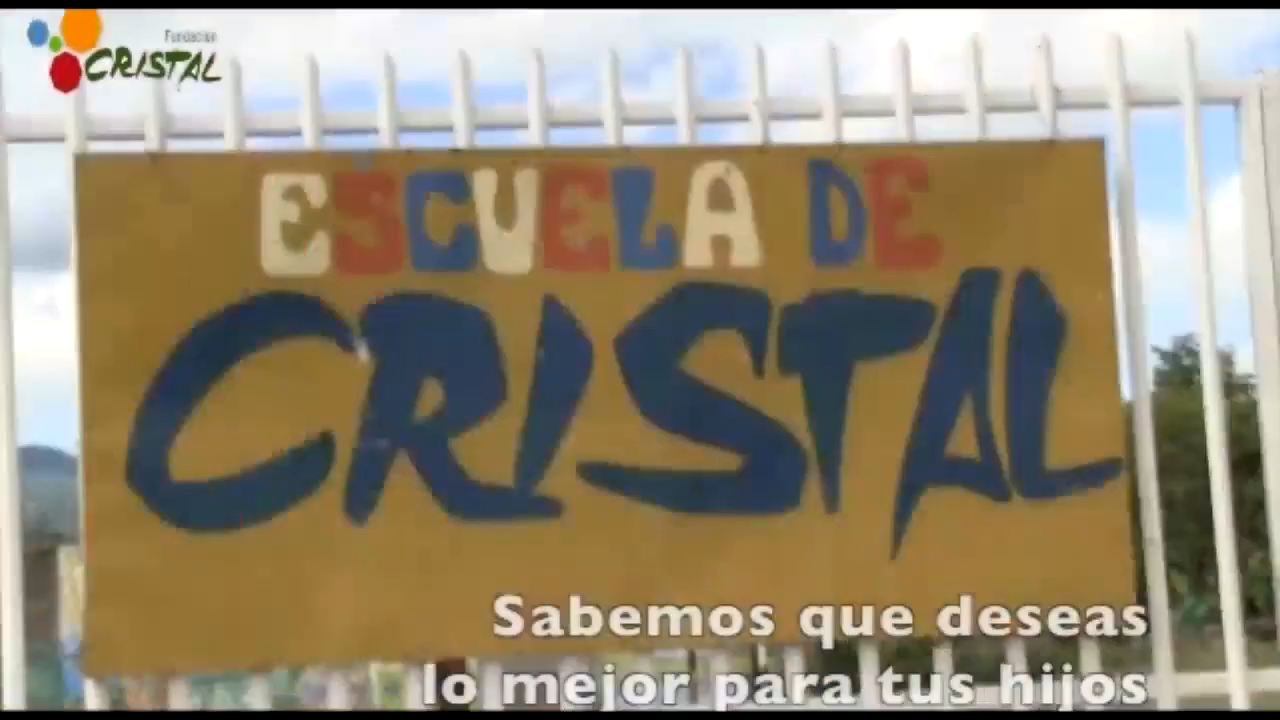 Fundación
CRISTAL
ESCUELA DE
CRISTAL
Sabemos que deseas
lo mejor para tus hijos